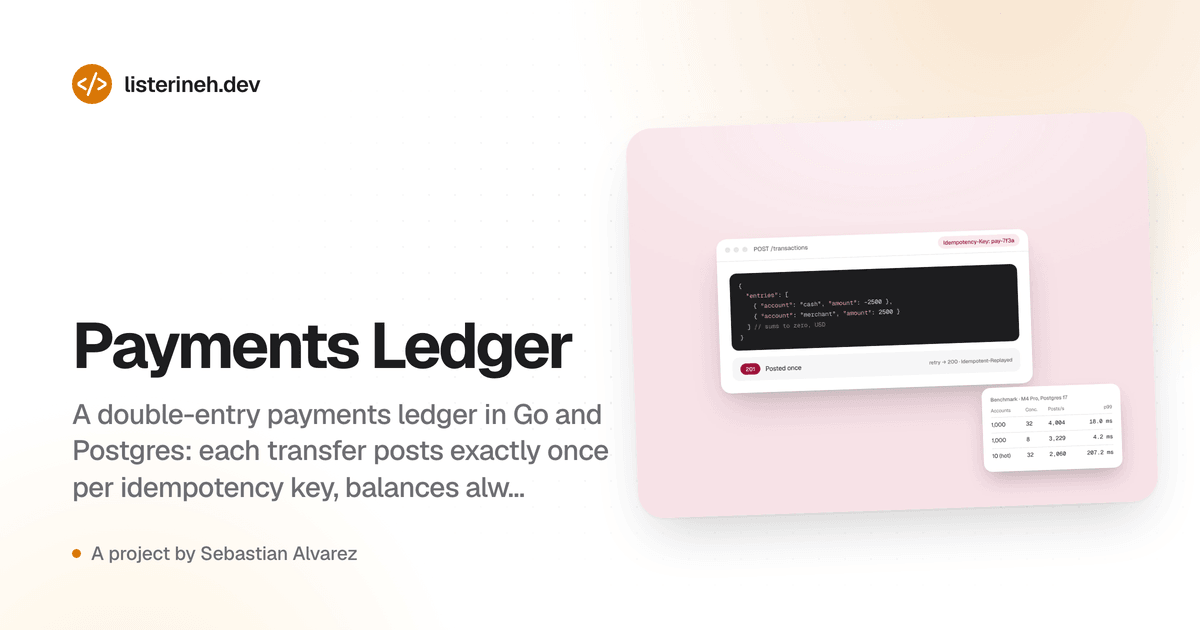 </> listerineh.dev
Payments Ledger
A double-entry payments ledger in Go and
Postgres: each transfer posts exactly once
per idempotency key, balances alw...
A project by Sebastian Alvarez
POST /transactions
Idempotency-Key: pay-7f3a
{
"entries": [
{ "account": "cash", "amount": -2500 },
{ "account": "merchant", "amount": 2500 }
] // sums to zero, USD
}
201 Posted once
retry → 200 · Idempotent-Replayed
Benchmark · M4 Pro, Postgres 17
Accounts Conc. Posts/s p99
1,000 32 4,004 18.0 ms
1,000 8 3,229 4.2 ms
10 (hot) 32 2,060 207.2 ms